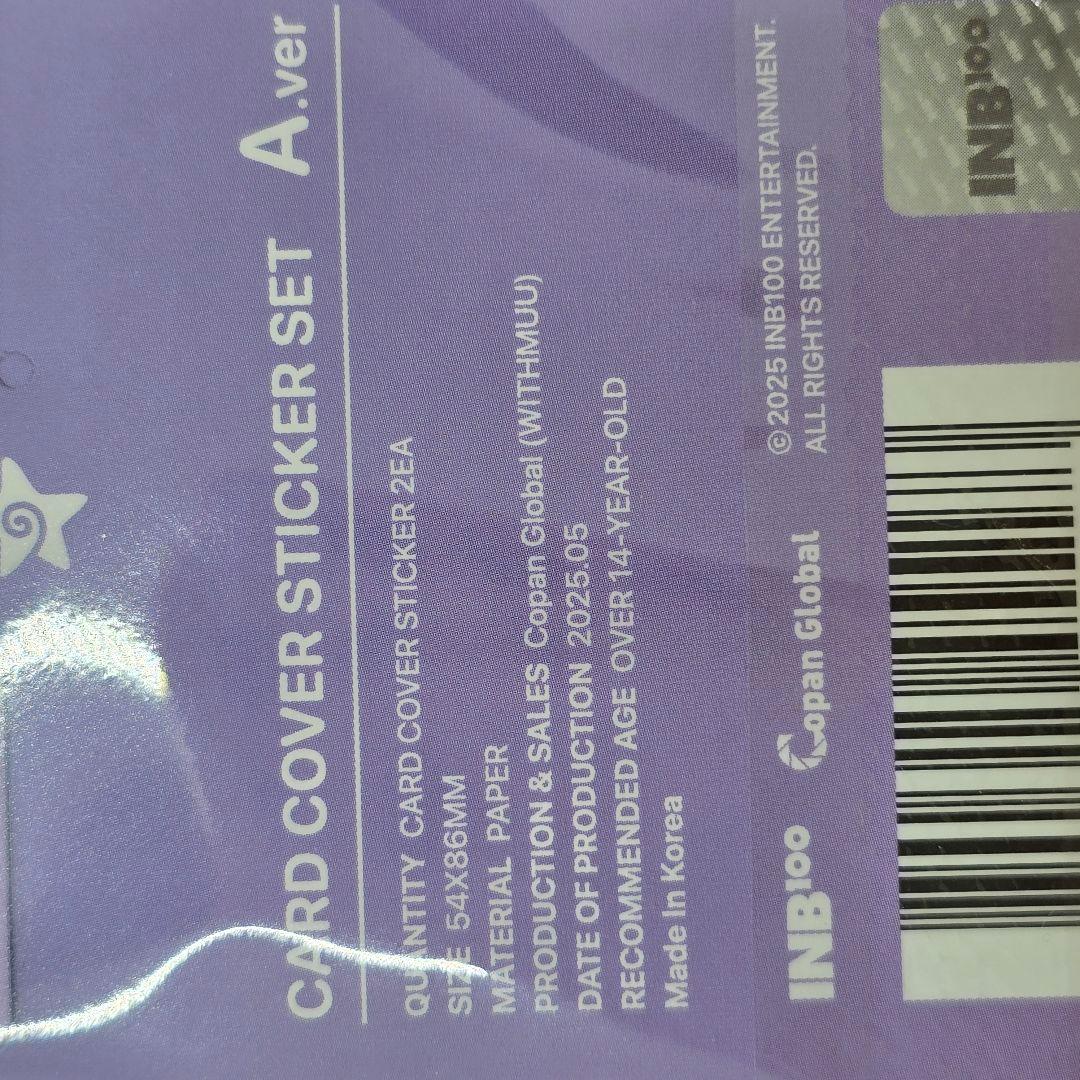 CARD COVER STICKER SET A.ver
QUANTITY CARD COVER STICKER 2EA
SIZE 54X86MM
MATERIAL PAPER
PRODUCTION & SALES Copan Global (WITHMUU)
DATE OF PRODUCTION 2025.05
RECOMMENDED AGE OVER 14-YEAR-OLD
Made In Korea
INB100 Copan Global © 2025 INB100 ENTERTAINMENT.
ALL RIGHTS RESERVED.
INB100